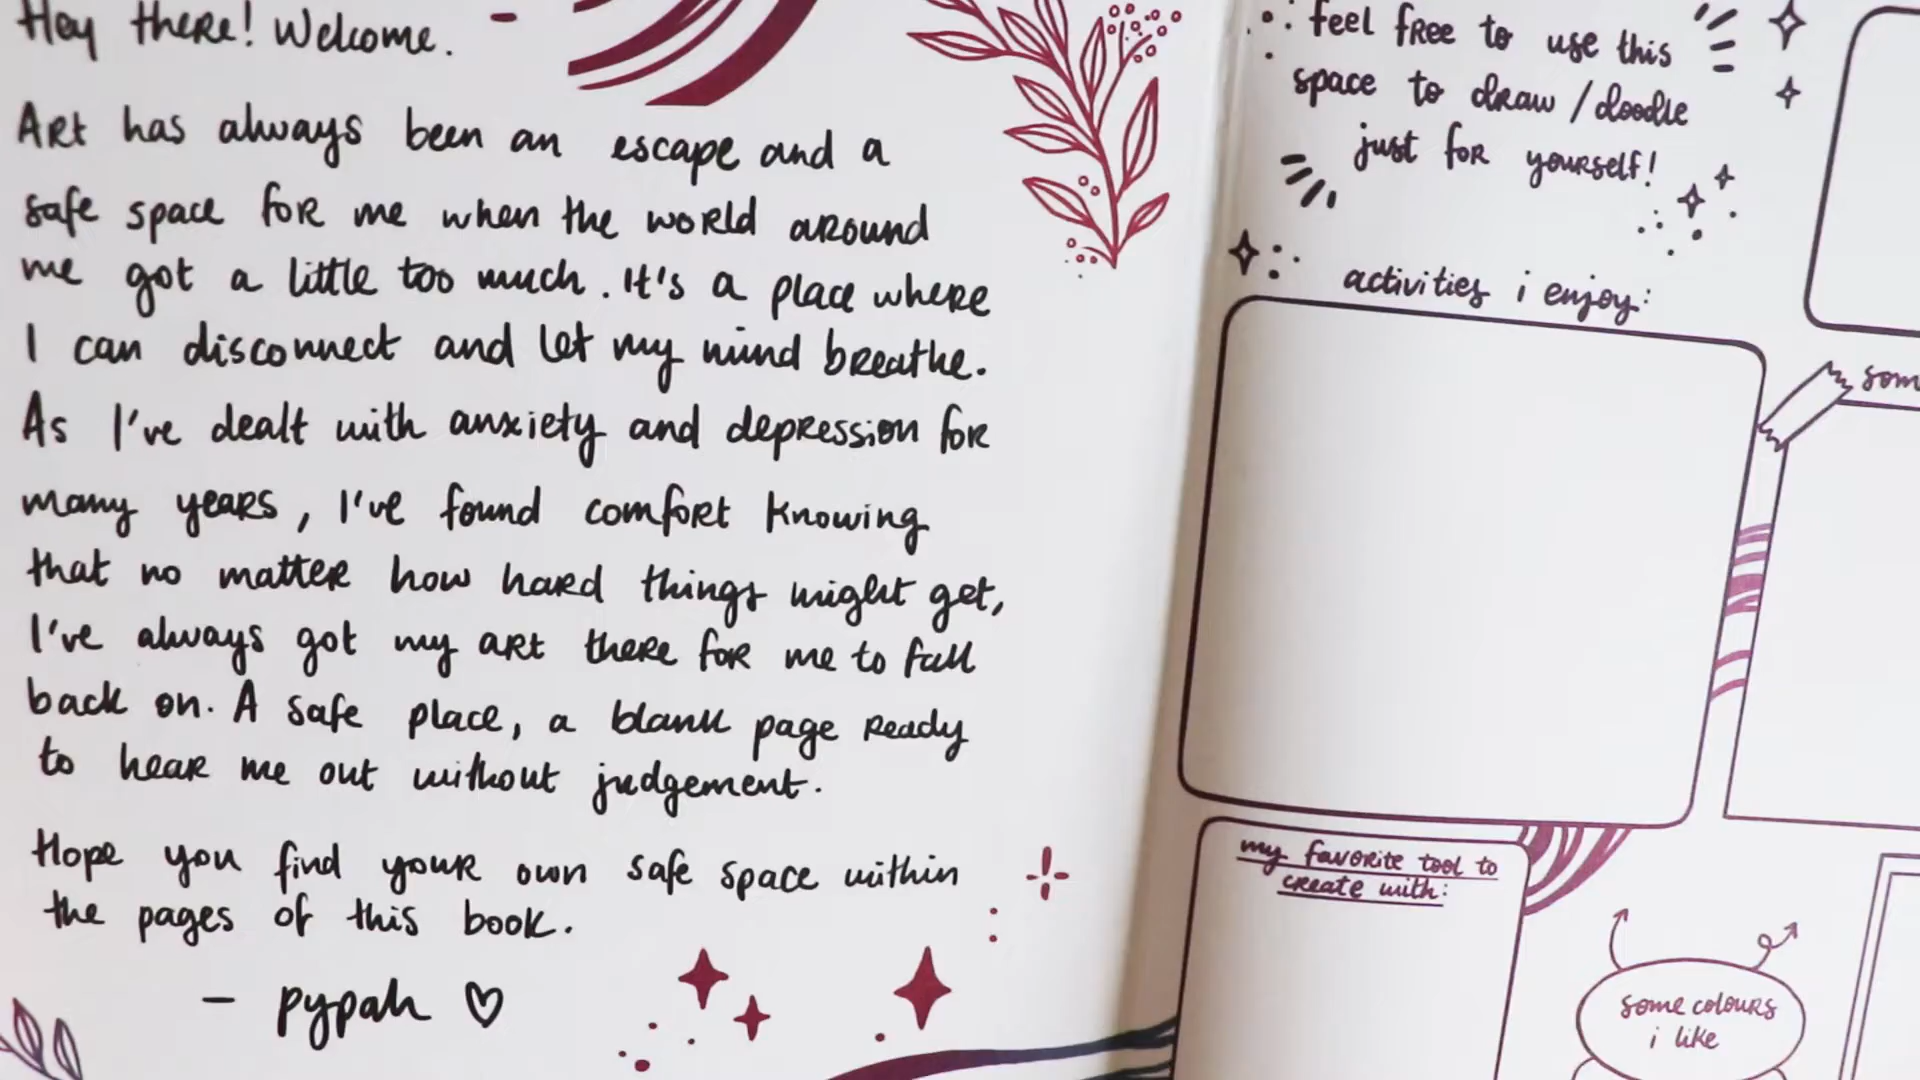 Hey there! Welcome.
Art has always been an escape and a
safe space for me when the world around
me got a little too much. It's a place where
I can disconnect and let my mind breathe.
As I've dealt with anxiety and depression for
many years, I've found comfort knowing
that no matter how hard things might get,
I've always got my art there for me to fall
back on. A safe place, a blank page ready
to hear me out without judgement.
Hope you find your own safe space within
the pages of this book.
- pypah ♡
feel free to use this
space to draw/doodle
just for yourself!
activities i enjoy:
my favorite tool to
create with:
some colours
i like